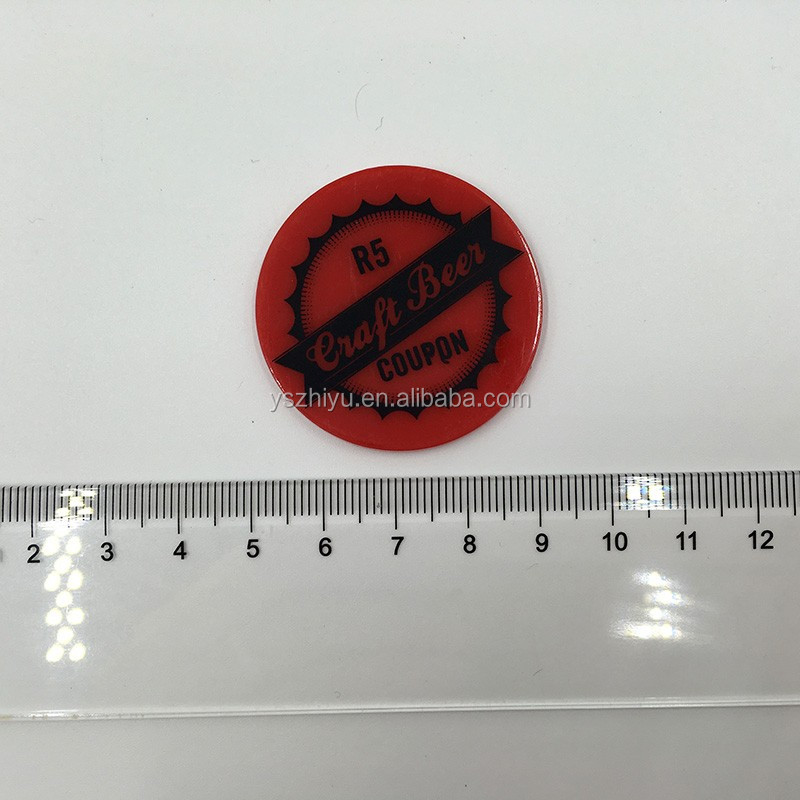 R5
Craft Beer
COUPON
yszhiyu.en.alibaba.com
2 3 4 5 6 7 8 9 10 11 12